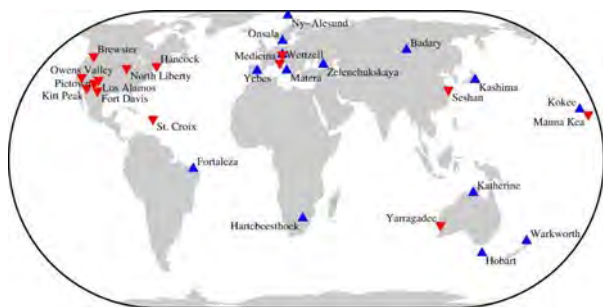 Ny-Alesund
Onsala
Badary
Brewster
Hancock
Medicina
Wettzell
Owens Valley
North Liberty
Zelenchukskaya
Pietown
Los Alamos
Yebes
Matera
Kashima
Kitt Peak
Fort Davis
Seshan
Kokee
Mauna Kea
St. Croix
Fortaleza
Katherine
Hartebeesthoek
Yarragadee
Warkworth
Hobart